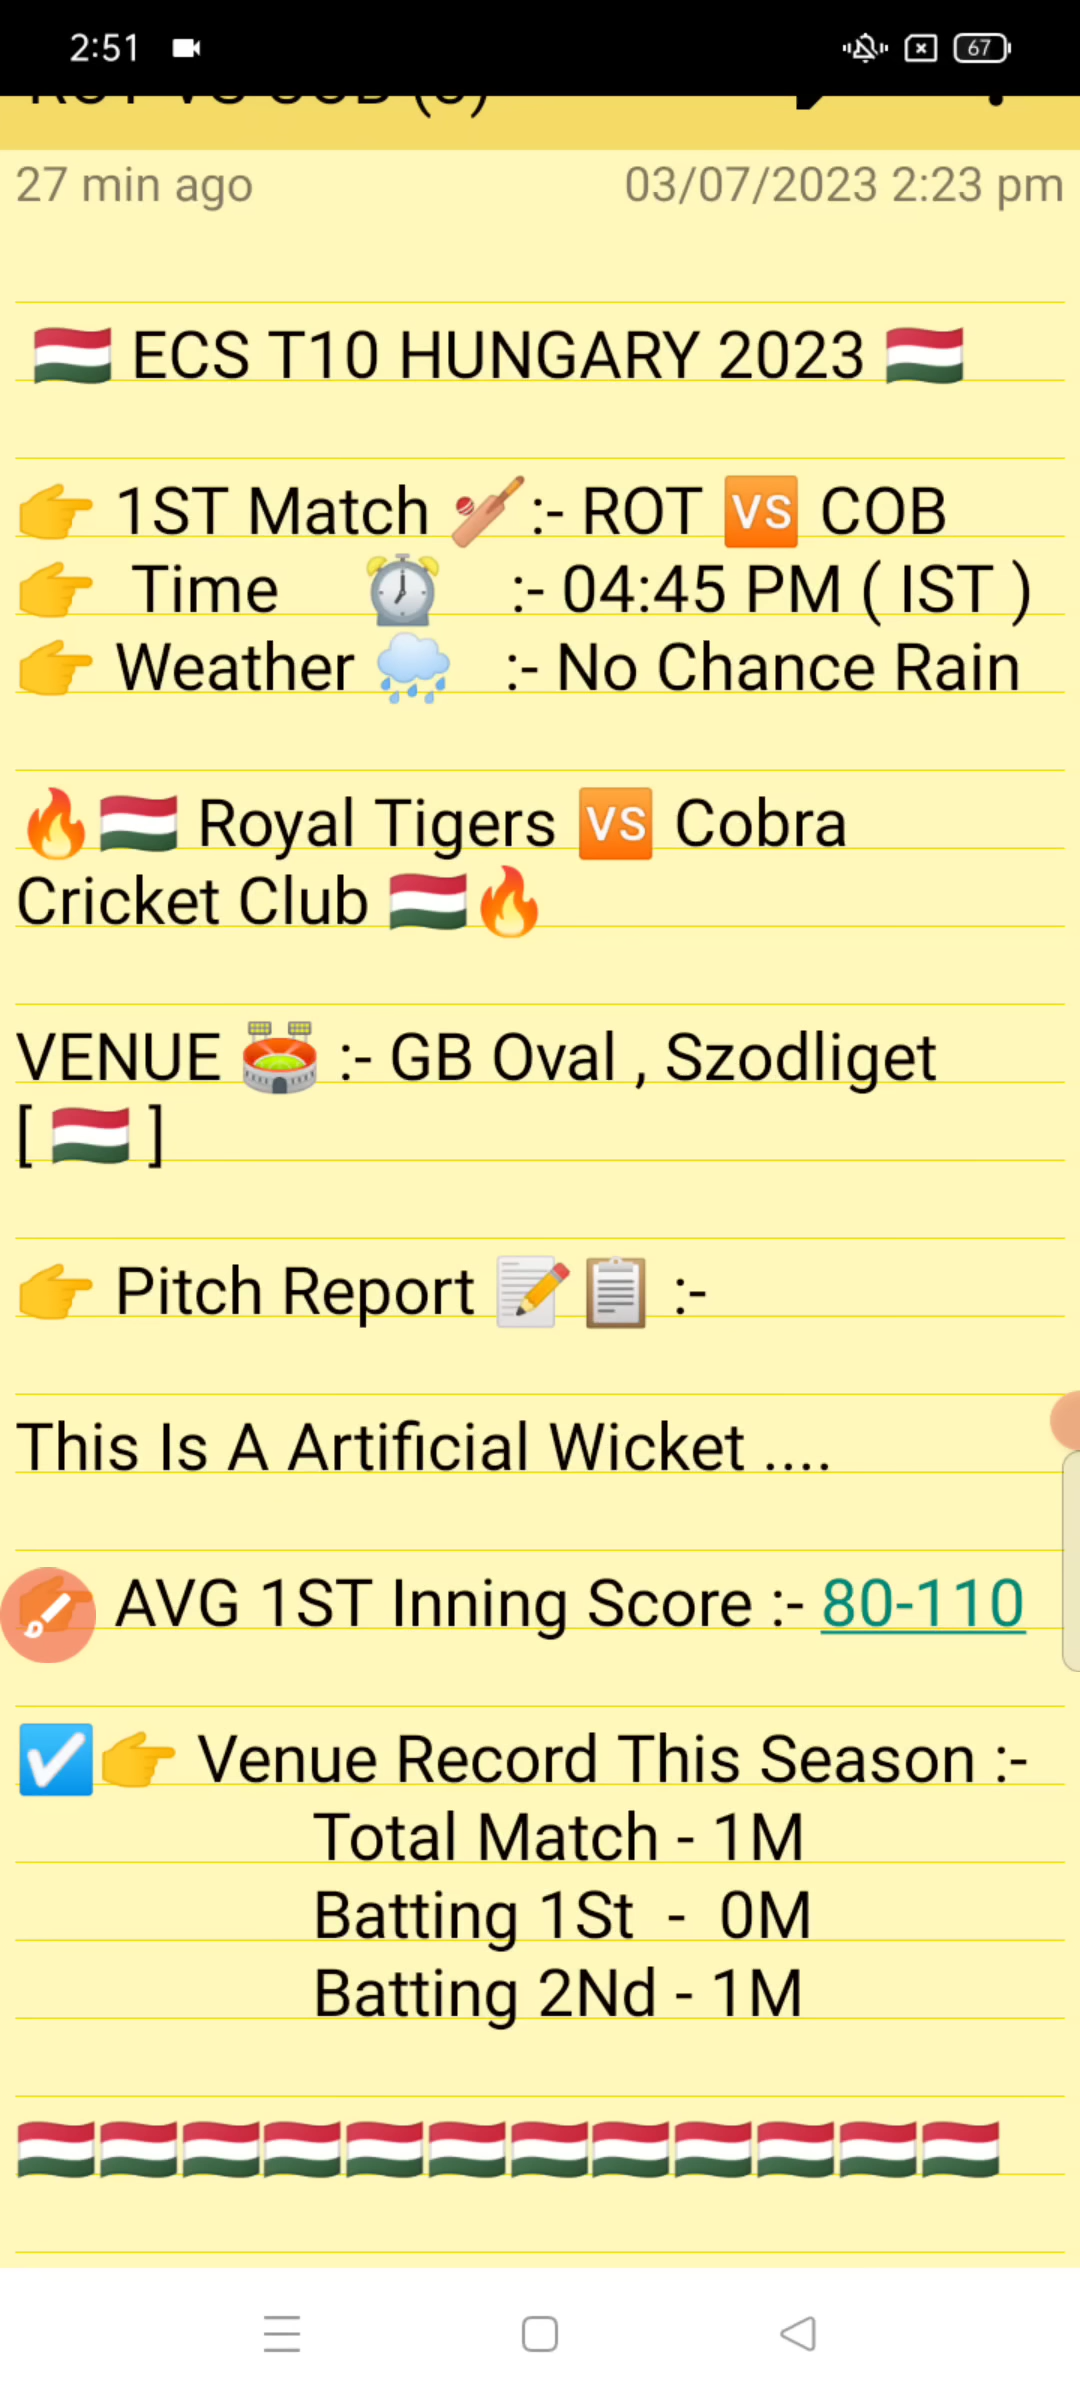 2:51
67
27 min ago 03/07/2023 2:23 pm
🇭🇺 ECS T10 HUNGARY 2023 🇭🇺
👉 1ST Match 🏏:- ROT 🆚 COB
👉 Time ⏰ :- 04:45 PM ( IST )
👉 Weather 🌧️ :- No Chance Rain
🔥🇭🇺 Royal Tigers 🆚 Cobra
Cricket Club 🇭🇺🔥
VENUE 🏟️ :- GB Oval , Szodliget
[ 🇭🇺 ]
👉 Pitch Report 📝📋 :-
This Is A Artificial Wicket ....
AVG 1ST Inning Score :- 80-110
☑️👉 Venue Record This Season :-
Total Match - 1M
Batting 1St - 0M
Batting 2Nd - 1M
🇭🇺🇭🇺🇭🇺🇭🇺🇭🇺🇭🇺🇭🇺🇭🇺🇭🇺🇭🇺🇭🇺🇭🇺